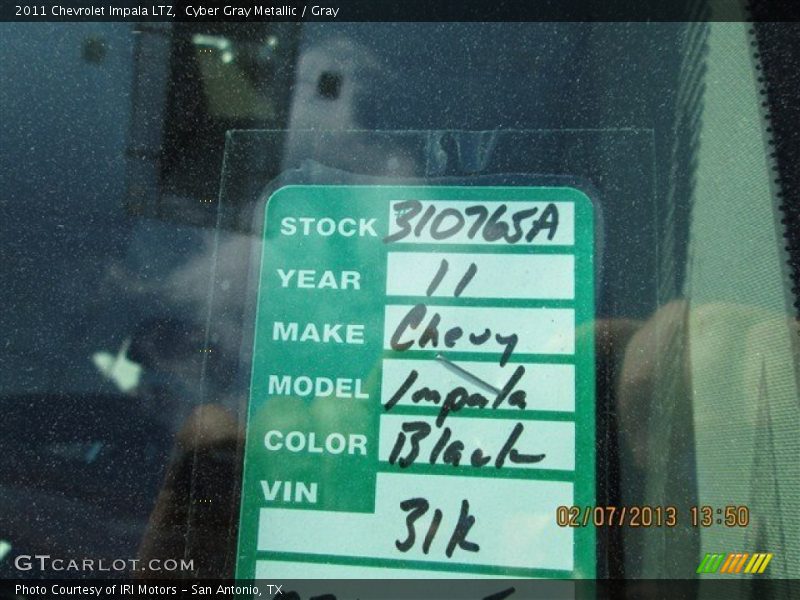 2011 Chevrolet Impala LTZ, Cyber Gray Metallic / Gray
STOCK 310765A
YEAR 11
MAKE Chevy
MODEL Impala
COLOR Black
VIN
31k
02/07/2013 13:50
GTCARLOT.COM
Photo Courtesy of IRI Motors - San Antonio, TX